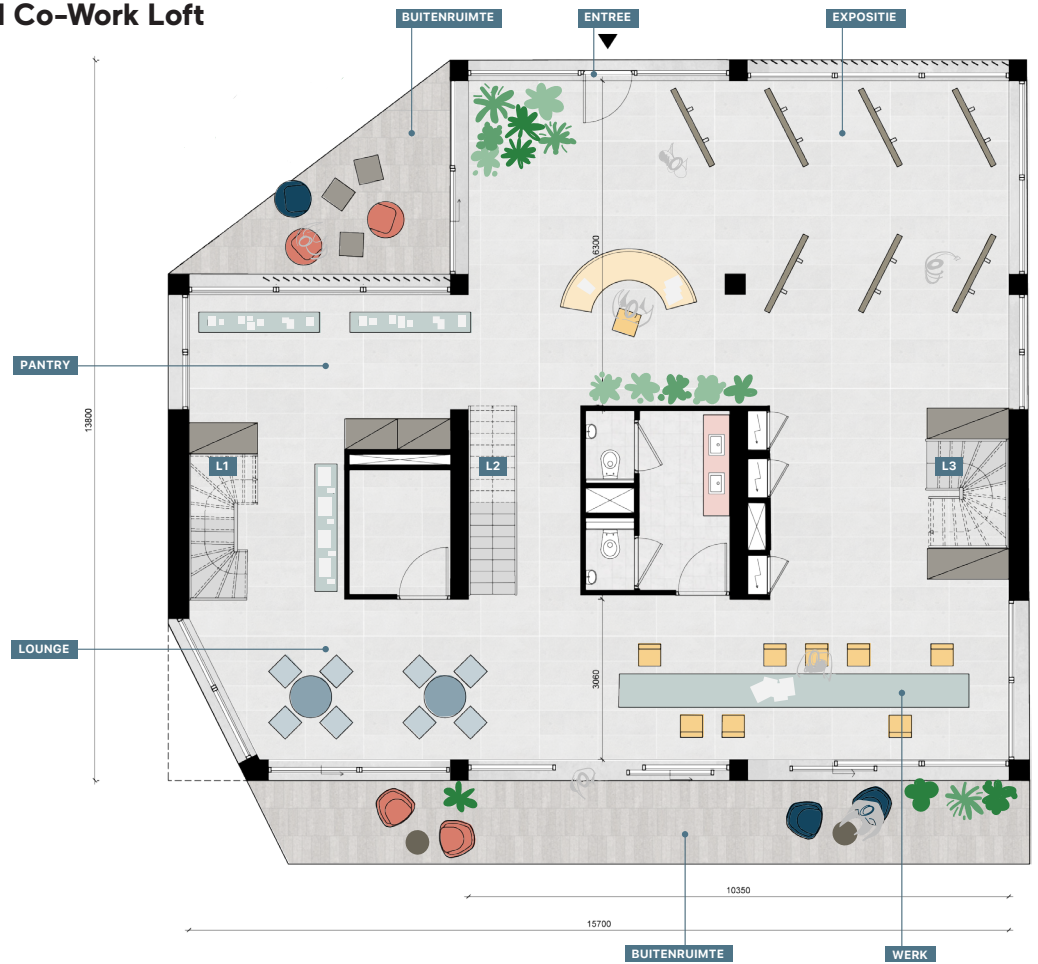 l Co-Work Loft
BUITENRUIMTE
ENTREE
EXPOSITIE
6300
PANTRY
13800
L1
L2
L3
LOUNGE
3060
10350
15700
BUITENRUIMTE
WERK